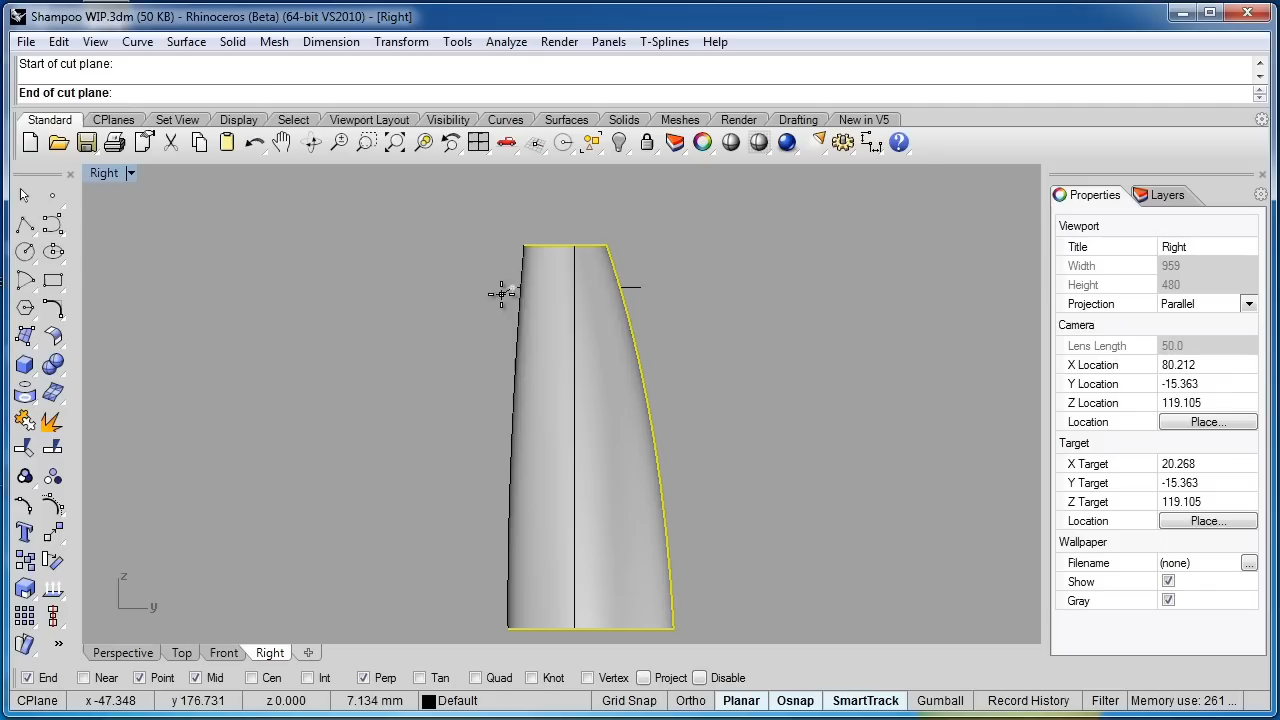 Shampoo WIP.3dm (50 KB) - Rhinoceros (Beta) (64-bit VS2010) - [Right]
File Edit View Curve Surface Solid Mesh Dimension Transform Tools Analyze Render Panels T-Splines Help
Start of cut plane:
End of cut plane:
Standard CPlanes Set View Display Select Viewport Layout Visibility Curves Surfaces Solids Meshes Render Drafting New in V5
Right
Properties Layers
Viewport
Title Right
Width 959
Height 480
Projection Parallel
Camera
Lens Length 50.0
X Location 80.212
Y Location -15.363
Z Location 119.105
Location Place...
Target
X Target 20.268
Y Target -15.363
Z Target 119.105
Location Place...
Wallpaper
Filename (none) ...
Show
Gray
z
y
Perspective Top Front Right
End Near Point Mid Cen Int Perp Tan Quad Knot Vertex Project Disable
CPlane x -47.348 y 176.731 z 0.000 7.134 mm Default Grid Snap Ortho Planar Osnap SmartTrack Gumball Record History Filter Memory use: 261 ...